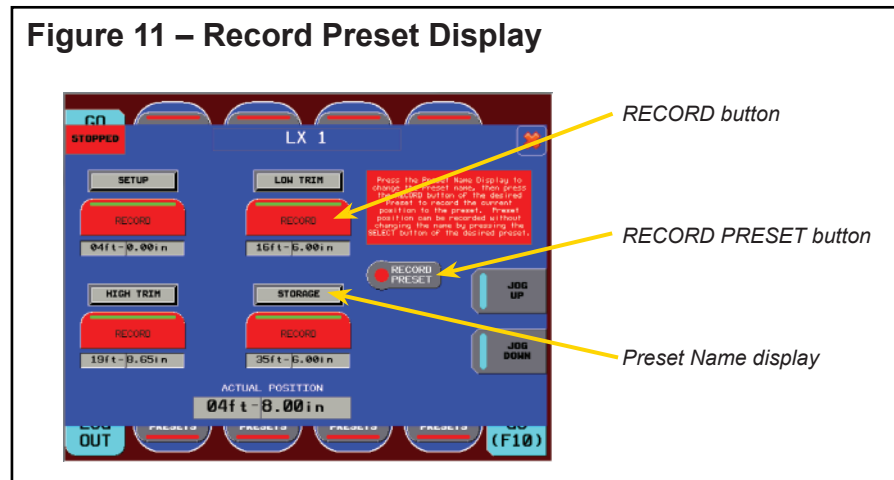 Figure 11 – Record Preset Display
GO
STOPPED
LX 1
SETUP
RECORD
04ft-0.00in
LOW TRIM
RECORD
16ft-6.00in
Press the Preset Name Display to
change the Preset name, then press
the RECORD button of the desired
Preset to record the current
position to the preset. Preset
position can be recorded without
changing the name by pressing the
SELECT button of the desired preset.
RECORD
PRESET
HIGH TRIM
RECORD
19ft-8.65in
STORAGE
RECORD
35ft-6.00in
JOG
UP
JOG
DOWN
ACTUAL POSITION
04ft-8.00in
LOG
OUT
PRESETS
PRESETS
PRESETS
PRESETS
GO
(F10)
RECORD button
RECORD PRESET button
Preset Name display